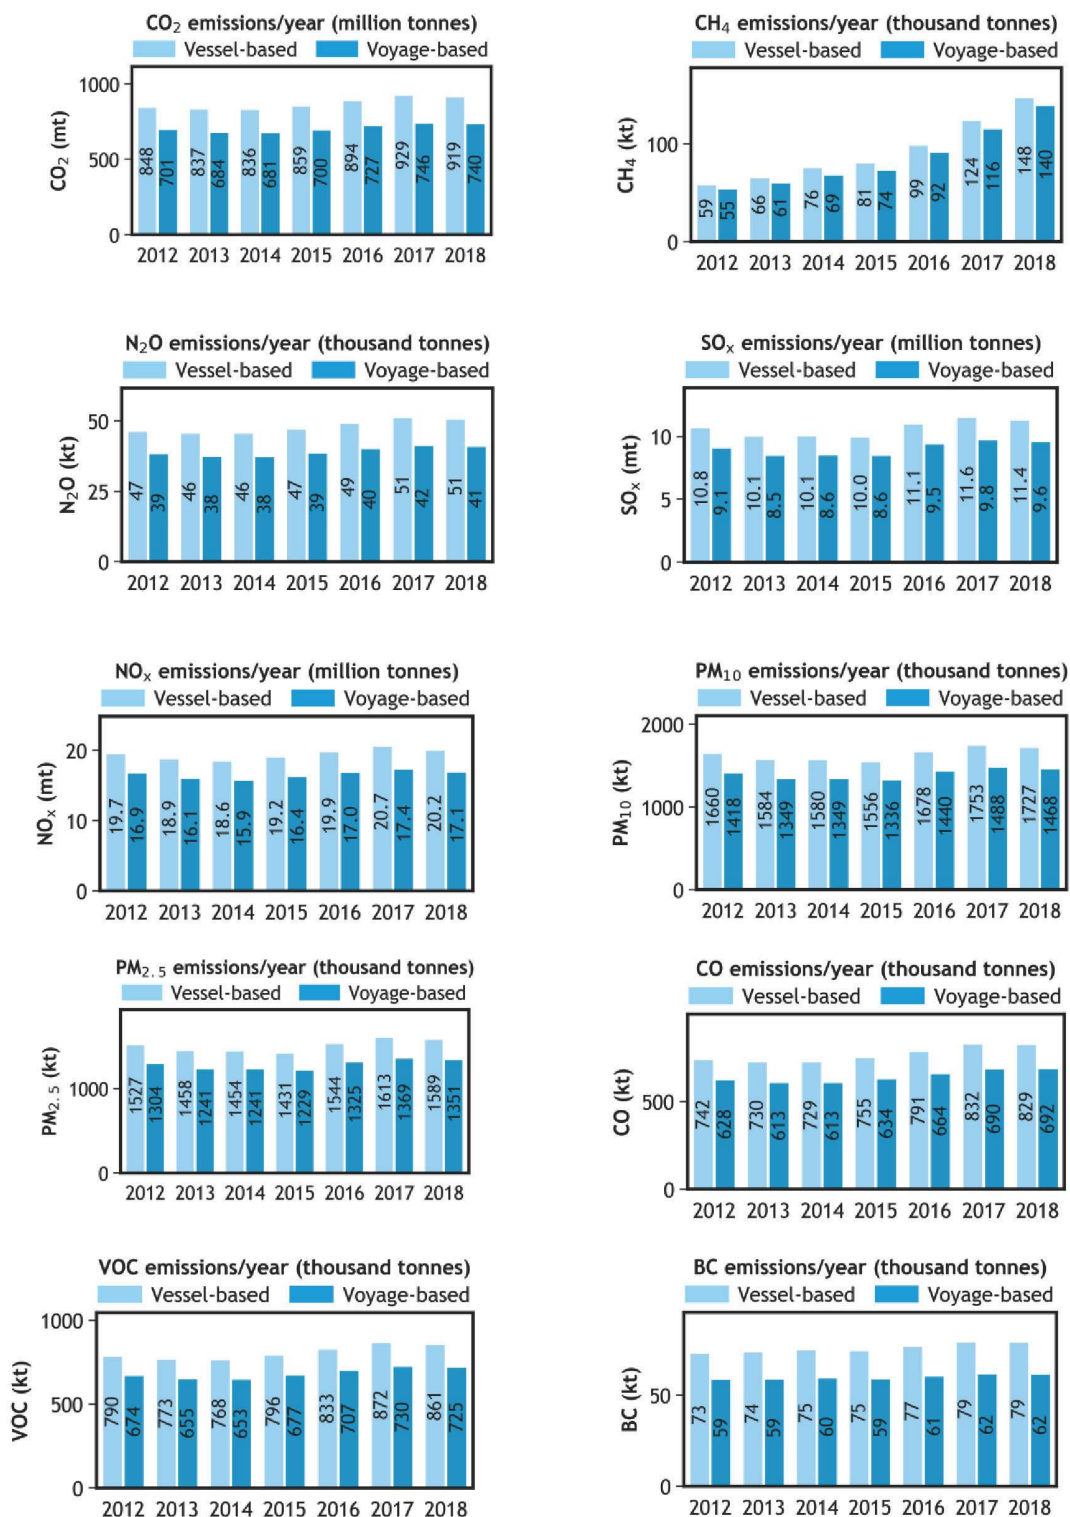 CO₂ emissions/year (million tonnes)
Vessel-based Voyage-based
CO₂ (mt)
1000
500
0
848 701 837 684 836 681 859 700 894 727 929 746 919 740
2012 2013 2014 2015 2016 2017 2018
CH₄ emissions/year (thousand tonnes)
Vessel-based Voyage-based
CH₄ (kt)
100
0
59 55 66 61 76 69 81 74 99 92 124 116 148 140
2012 2013 2014 2015 2016 2017 2018
N₂O emissions/year (thousand tonnes)
Vessel-based Voyage-based
N₂O (kt)
50
25
0
47 39 46 38 46 38 47 39 49 40 51 42 51 41
2012 2013 2014 2015 2016 2017 2018
SOₓ emissions/year (million tonnes)
Vessel-based Voyage-based
SOₓ (mt)
10
5
0
10.8 9.1 10.1 8.5 10.1 8.6 10.0 8.6 11.1 9.5 11.6 9.8 11.4 9.6
2012 2013 2014 2015 2016 2017 2018
NOₓ emissions/year (million tonnes)
Vessel-based Voyage-based
NOₓ (mt)
20
10
0
19.7 16.9 18.9 16.1 18.6 15.9 19.2 16.4 19.9 17.0 20.7 17.4 20.2 17.1
2012 2013 2014 2015 2016 2017 2018
PM₁₀ emissions/year (thousand tonnes)
Vessel-based Voyage-based
PM₁₀ (kt)
2000
1000
0
1660 1418 1584 1349 1580 1349 1556 1336 1678 1440 1753 1488 1727 1468
2012 2013 2014 2015 2016 2017 2018
PM₂.₅ emissions/year (thousand tonnes)
Vessel-based Voyage-based
PM₂.₅ (kt)
1000
0
1527 1304 1458 1241 1454 1241 1431 1229 1544 1325 1613 1369 1589 1351
2012 2013 2014 2015 2016 2017 2018
CO emissions/year (thousand tonnes)
Vessel-based Voyage-based
CO (kt)
500
0
742 628 730 613 729 613 755 634 791 664 832 690 829 692
2012 2013 2014 2015 2016 2017 2018
VOC emissions/year (thousand tonnes)
Vessel-based Voyage-based
VOC (kt)
1000
500
0
790 674 773 655 768 653 796 677 833 707 872 730 861 725
2012 2013 2014 2015 2016 2017 2018
BC emissions/year (thousand tonnes)
Vessel-based Voyage-based
BC (kt)
50
0
73 59 74 59 75 60 75 59 77 61 79 62 79 62
2012 2013 2014 2015 2016 2017 2018